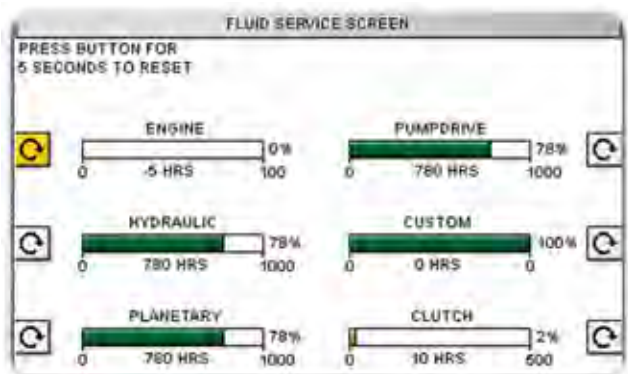 FLUID SERVICE SCREEN
PRESS BUTTON FOR
5 SECONDS TO RESET
ENGINE
0%
0 -5 HRS 100
PUMPDRIVE
78%
0 780 HRS 1000
HYDRAULIC
78%
0 780 HRS 1000
CUSTOM
100%
0 0 HRS 0
PLANETARY
78%
0 780 HRS 1000
CLUTCH
2%
0 10 HRS 500